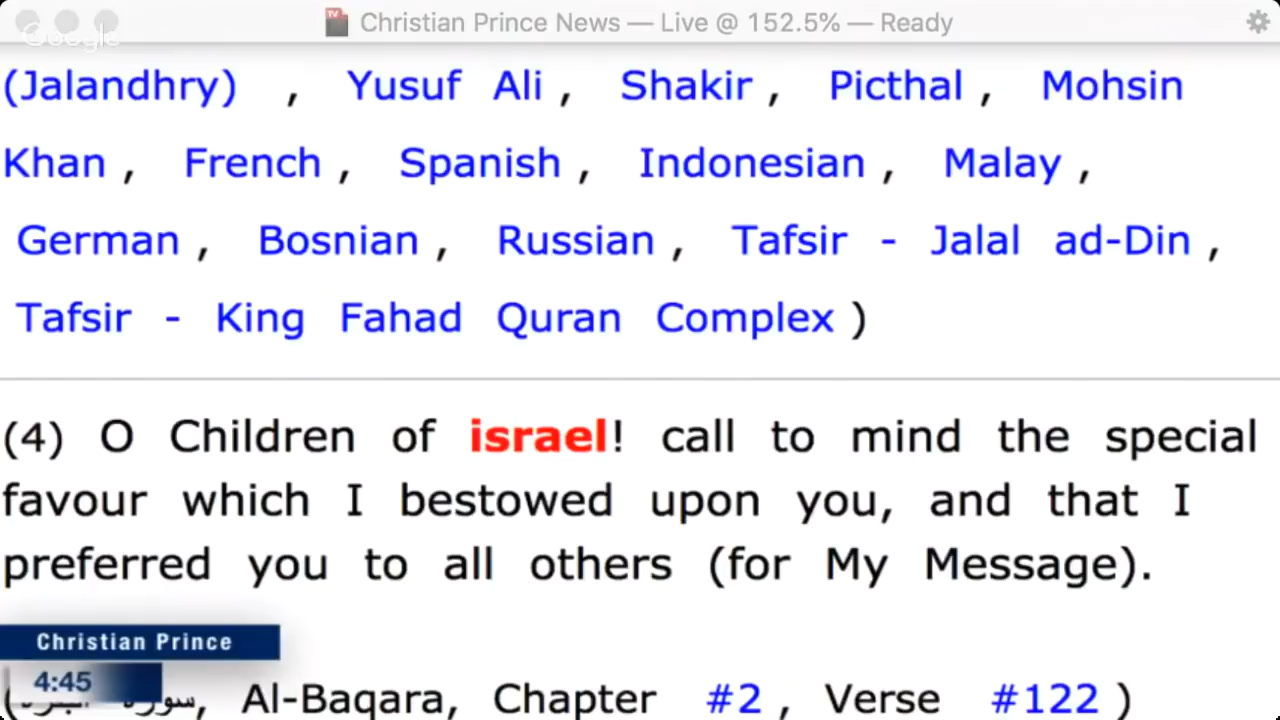 Google
Christian Prince News — Live @ 152.5% — Ready
(Jalandhry) , Yusuf Ali , Shakir , Picthal , Mohsin
Khan , French , Spanish , Indonesian , Malay ,
German , Bosnian , Russian , Tafsir - Jalal ad-Din ,
Tafsir - King Fahad Quran Complex )
(4) O Children of israel! call to mind the special
favour which I bestowed upon you, and that I
preferred you to all others (for My Message).
Christian Prince
4:45
(سورة البقرة, Al-Baqara, Chapter #2 , Verse #122 )